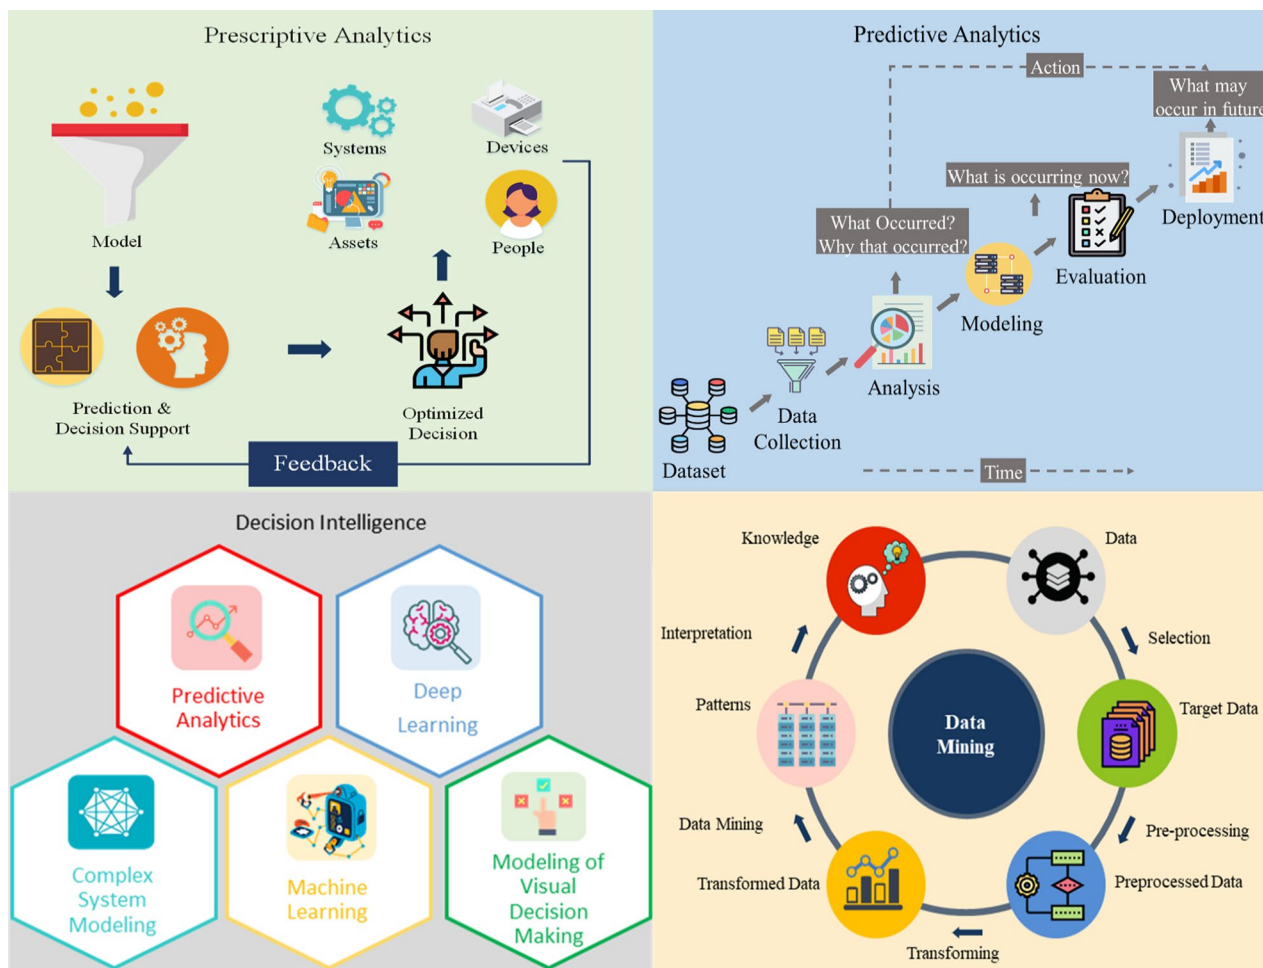 Prescriptive Analytics
Systems
Devices
Model
Assets
People
Prediction &
Decision Support
Optimized
Decision
Feedback
Predictive Analytics
Action
What may
occur in future
What is occurring now?
Deployment
What Occurred?
Why that occurred?
Evaluation
Modeling
Analysis
Data
Collection
Dataset
Time
Decision Intelligence
Predictive
Analytics
Deep
Learning
Complex
System
Modeling
Machine
Learning
Modeling of
Visual
Decision
Making
Knowledge
Data
Interpretation
Selection
Patterns
Target Data
Data
Mining
Data Mining
Pre-processing
Transformed Data
Preprocessed Data
Transforming